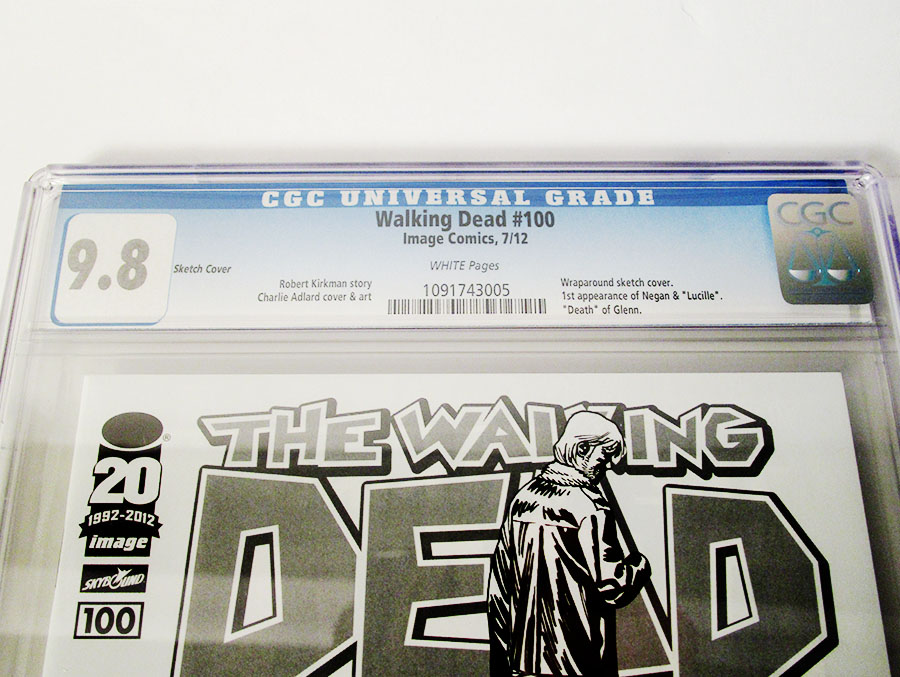 CGC UNIVERSAL GRADE
Walking Dead #100
Image Comics, 7/12
9.8
Sketch Cover
WHITE Pages
Robert Kirkman story
Charlie Adlard cover & art
1091743005
Wraparound sketch cover.
1st appearance of Negan & "Lucille".
"Death" of Glenn.
CGC
THE WALKING
DEAD
®
20
1992-2012
image
SKYBOUND
100